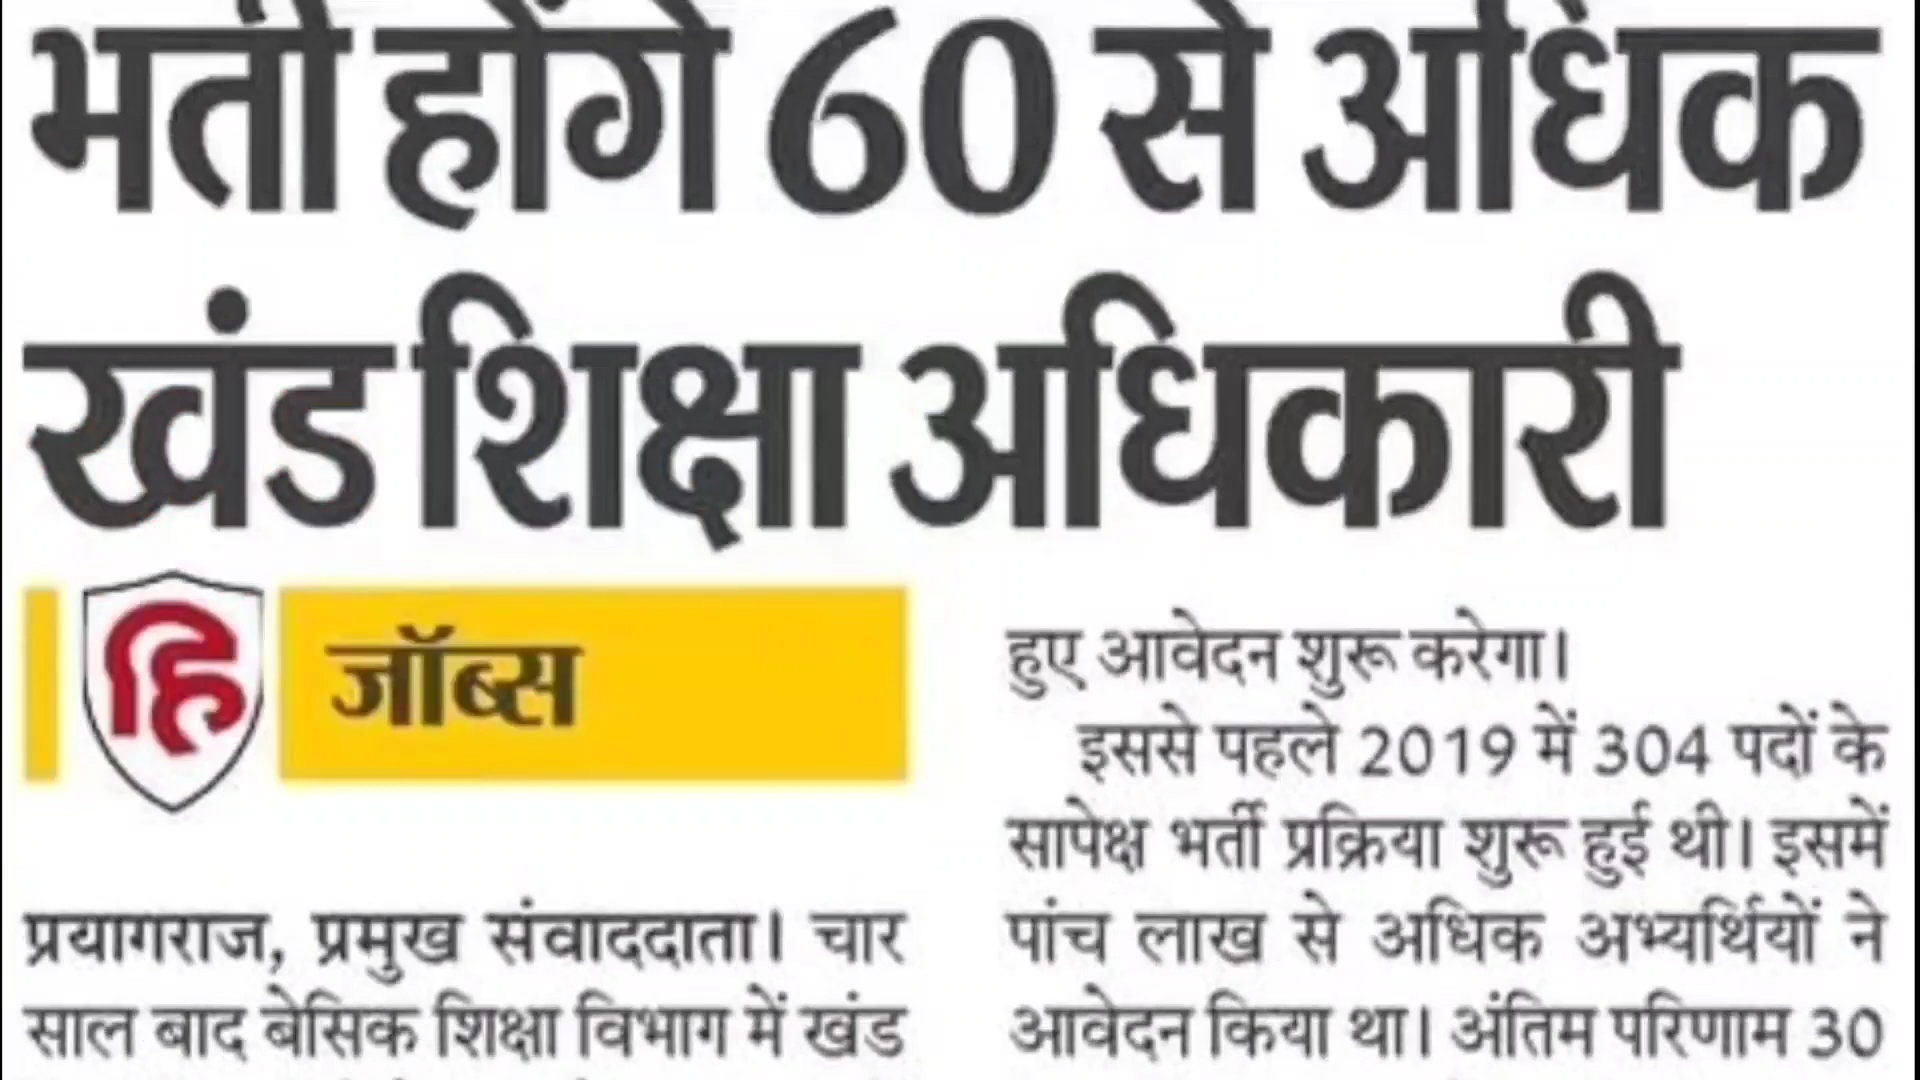 भर्ती होंगे 60 से अधिक
खंड शिक्षा अधिकारी
हि
जॉब्स
प्रयागराज, प्रमुख संवाददाता। चार
साल बाद बेसिक शिक्षा विभाग में खंड
हुए आवेदन शुरू करेगा।
इससे पहले 2019 में 304 पदों के
सापेक्ष भर्ती प्रक्रिया शुरू हुई थी। इसमें
पांच लाख से अधिक अभ्यर्थियों ने
आवेदन किया था। अंतिम परिणाम 30